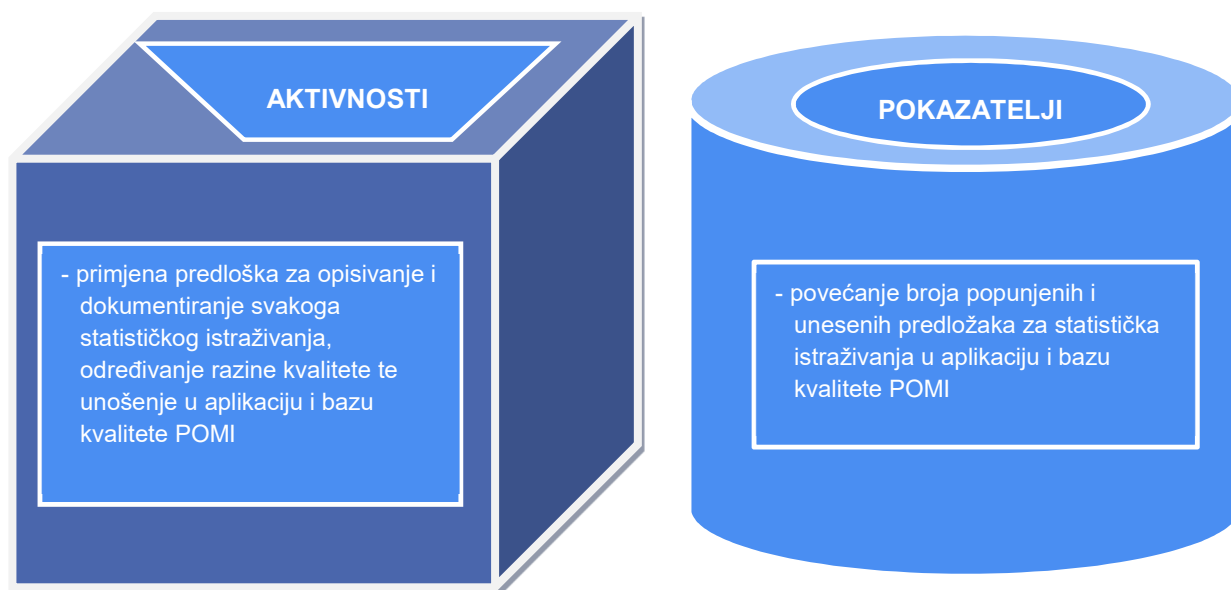 AKTIVNOSTI
- primjena predloška za opisivanje i
dokumentiranje svakoga
statističkog istraživanja,
određivanje razine kvalitete te
unošenje u aplikaciju i bazu
kvalitete POMI
POKAZATELJI
- povećanje broja popunjenih i
unesenih predložaka za statistička
istraživanja u aplikaciju i bazu
kvalitete POMI